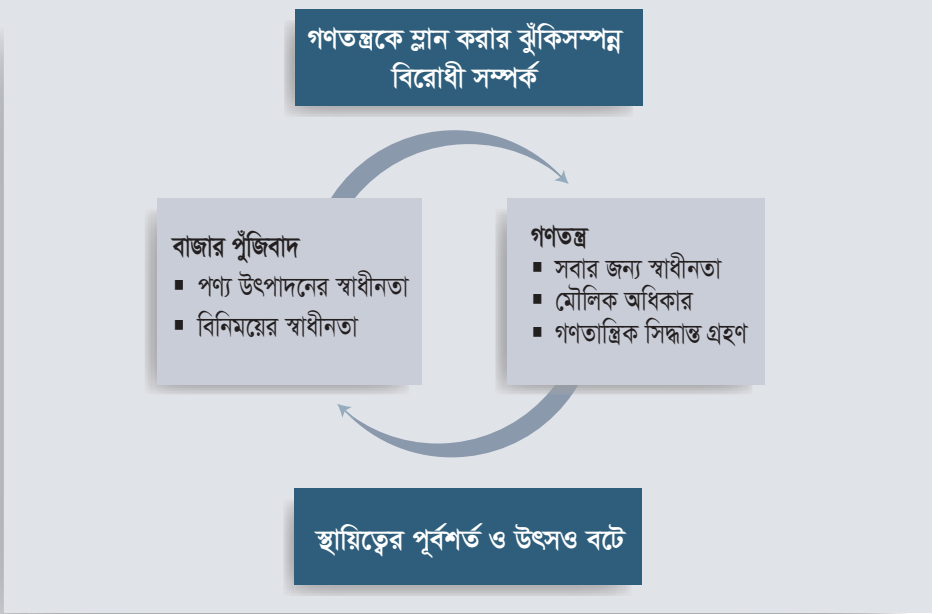 গণতন্ত্রকে ম্লান করার ঝুঁকিসম্পন্ন
বিরোধী সম্পর্ক
বাজার পুঁজিবাদ
▪ পণ্য উৎপাদনের স্বাধীনতা
▪ বিনিময়ের স্বাধীনতা
গণতন্ত্র
▪ সবার জন্য স্বাধীনতা
▪ মৌলিক অধিকার
▪ গণতান্ত্রিক সিদ্ধান্ত গ্রহণ
স্থায়িত্বের পূর্বশর্ত ও উৎসও বটে